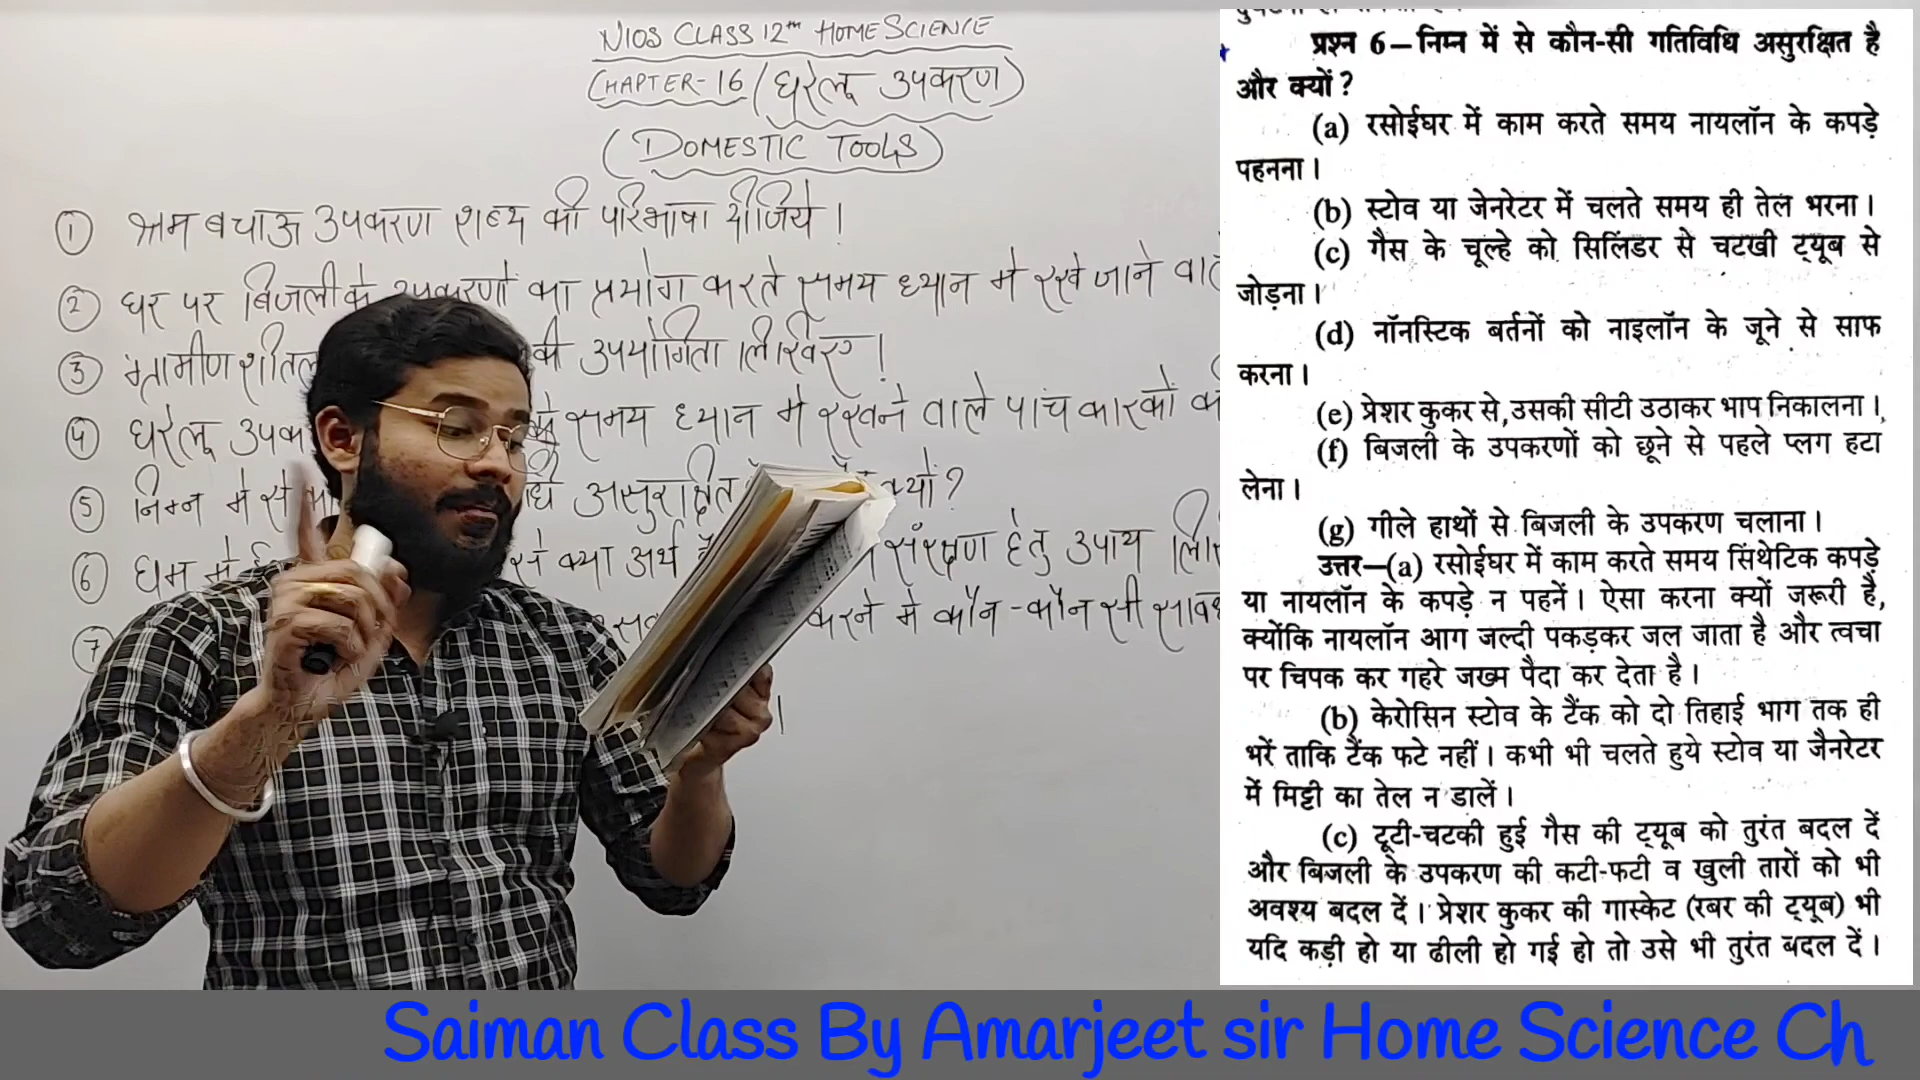 NIOS CLASS 12th HOME SCIENCE
CHAPTER-16 (घरेलू उपकरण)
(DOMESTIC TOOLS)
① श्रम बचाऊ उपकरण शब्द की परिभाषा दीजिये।
② घर पर बिजली के उपकरणों का प्रयोग करते समय ध्यान मे रखे जाने
③ ग्रामीण की उपयोगिता लिखिए।
④ घरेलू समय ध्यान मे रखने वाले पांच कारकों
⑤ निम्न मे से असुरक्षित क्यों?
⑥ क्या अर्थ संरक्षण हेतु उपाय
⑦ करने मे कौन-कौन सी
प्रश्न 6–निम्न में से कौन-सी गतिविधि असुरक्षित है
और क्यों?
(a) रसोईघर में काम करते समय नायलॉन के कपड़े
पहनना।
(b) स्टोव या जेनरेटर में चलते समय ही तेल भरना।
(c) गैस के चूल्हे को सिलिंडर से चटखी ट्यूब से
जोड़ना।
(d) नॉनस्टिक बर्तनों को नाइलॉन के जूने से साफ
करना।
(e) प्रेशर कुकर से, उसकी सीटी उठाकर भाप निकालना।
(f) बिजली के उपकरणों को छूने से पहले प्लग हटा
लेना।
(g) गीले हाथों से बिजली के उपकरण चलाना।
उत्तर–(a) रसोईघर में काम करते समय सिंथेटिक कपड़े
या नायलॉन के कपड़े न पहनें। ऐसा करना क्यों जरूरी है,
क्योंकि नायलॉन आग जल्दी पकड़कर जल जाता है और त्वचा
पर चिपक कर गहरे जख्म पैदा कर देता है।
(b) केरोसिन स्टोव के टैंक को दो तिहाई भाग तक ही
भरें ताकि टैंक फटे नहीं। कभी भी चलते हुये स्टोव या जैनरेटर
में मिट्टी का तेल न डालें।
(c) टूटी-चटकी हुई गैस की ट्यूब को तुरंत बदल दें
और बिजली के उपकरण की कटी-फटी व खुली तारों को भी
अवश्य बदल दें। प्रेशर कुकर की गास्केट (रबर की ट्यूब) भी
यदि कड़ी हो या ढीली हो गई हो तो उसे भी तुरंत बदल दें।
Saiman Class By Amarjeet sir Home Science Ch